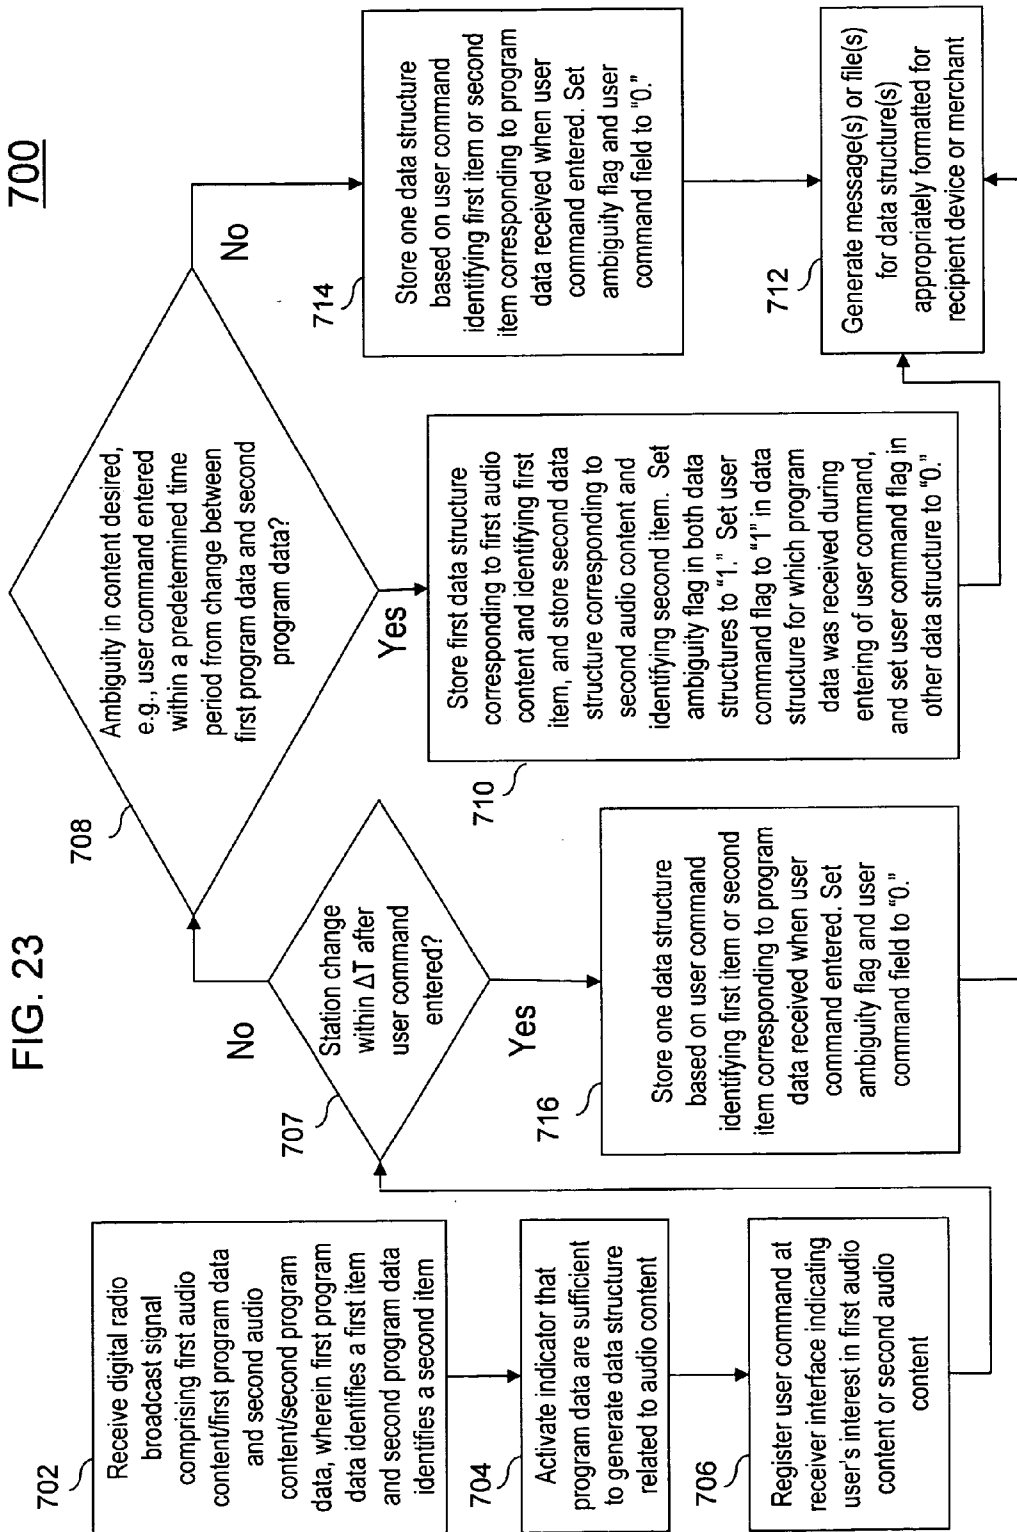 FIG. 23
700
702
Receive digital radio
broadcast signal
comprising first audio
content/first program data
and second audio
content/second program
data, wherein first program
data identifies a first item
and second program data
identifies a second item
704
Activate indicator that
program data are sufficient
to generate data structure
related to audio content
706
Register user command at
receiver interface indicating
user's interest in first audio
content or second audio
content
707
Station change
within ΔT after
user command
entered?
No
Yes
716
Store one data structure
based on user command
identifying first item or second
item corresponding to program
data received when user
command entered. Set
ambiguity flag and user
command field to “0.”
708
Ambiguity in content desired,
e.g., user command entered
within a predetermined time
period from change between
first program data and second
program data?
Yes
No
710
Store first data structure
corresponding to first audio
content and identifying first
item, and store second data
structure corresponding to
second audio content and
identifying second item. Set
ambiguity flag in both data
structures to “1.” Set user
command flag to “1” in data
structure for which program
data was received during
entering of user command,
and set user command flag in
other data structure to “0.”
714
Store one data structure
based on user command
identifying first item or second
item corresponding to program
data received when user
command entered. Set
ambiguity flag and user
command field to “0.”
712
Generate message(s) or file(s)
for data structure(s)
appropriately formatted for
recipient device or merchant